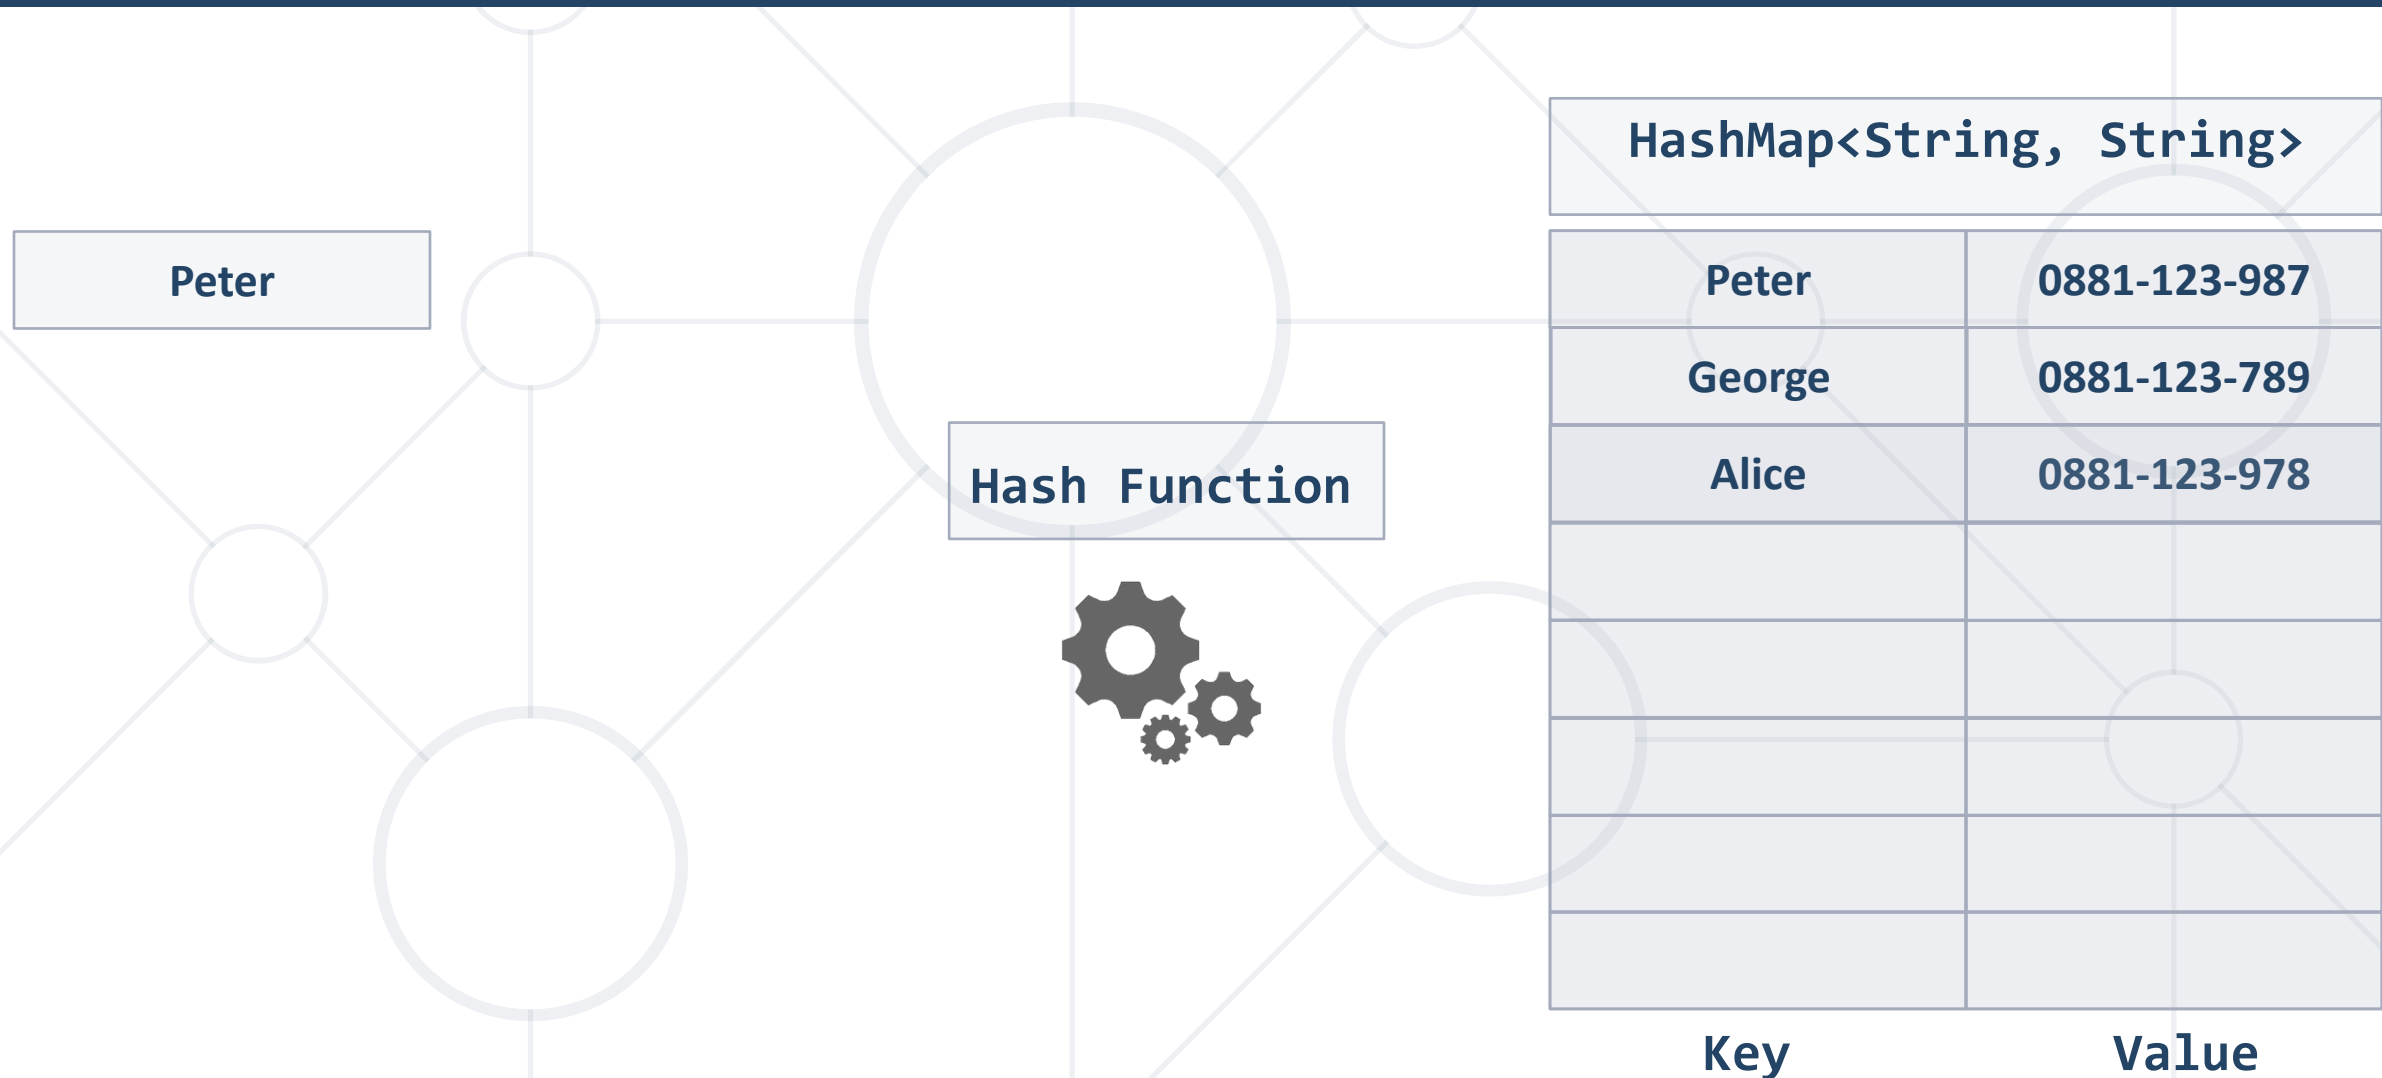 HashMap<String, String>
Peter
Peter 0881-123-987
George 0881-123-789
Hash Function
Alice 0881-123-978
Key Value